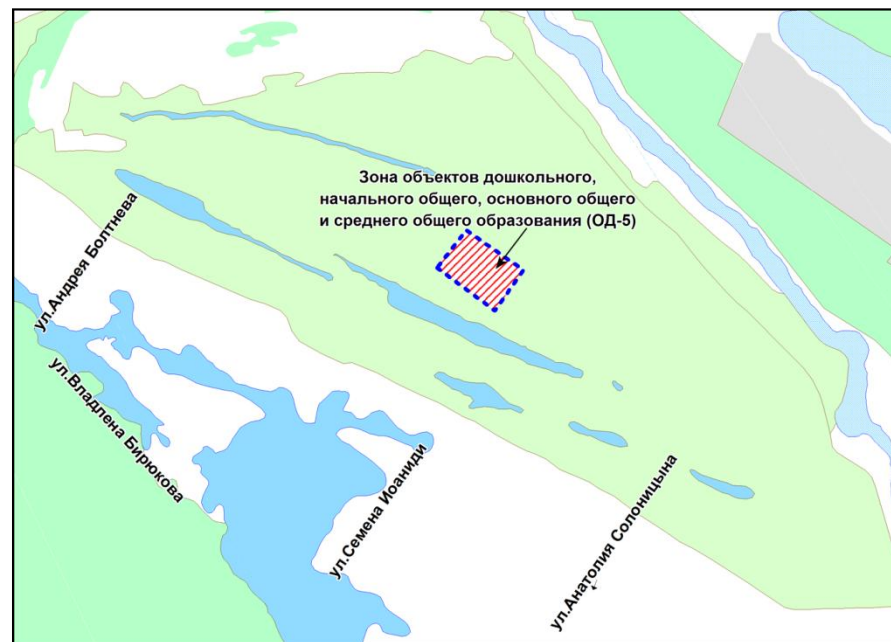 Зона объектов дошкольного,
начального общего, основного общего
и среднего общего образования (ОД-5)
ул.Андрея Болтнева
ул.Владлена Бирюкова
ул.Семена Иоаниди
ул.Анатолия Солоницына